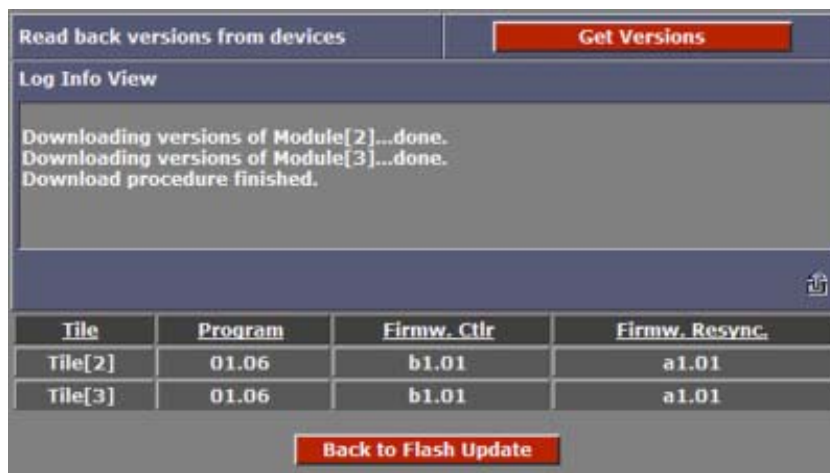 Read back versions from devices Get Versions
Log Info View
Downloading versions of Module[2]...done.
Downloading versions of Module[3]...done.
Download procedure finished.
Tile Program Firmw. Ctlr Firmw. Resync.
Tile[2] 01.06 b1.01 a1.01
Tile[3] 01.06 b1.01 a1.01
Back to Flash Update